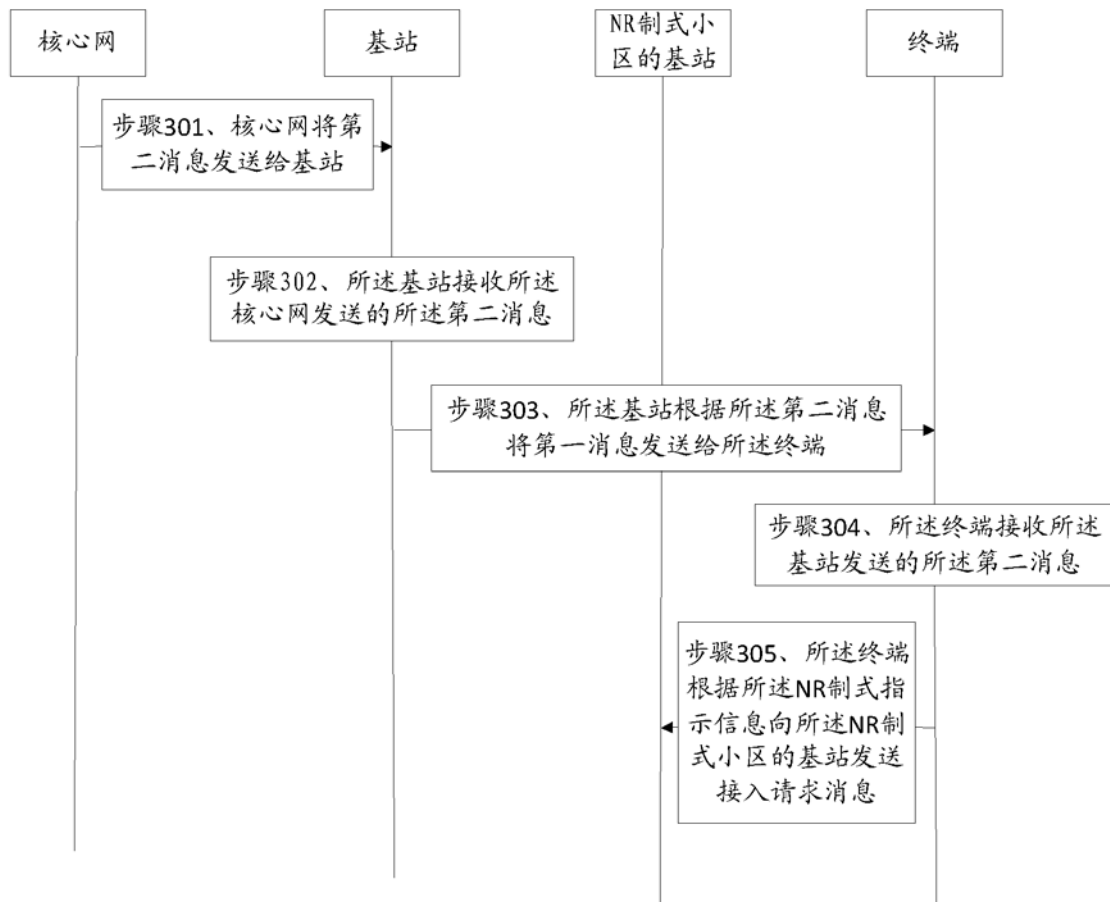 核心网
基站
NR制式小
区的基站
终端
步骤301、核心网将第
二消息发送给基站
步骤302、所述基站接收所述
核心网发送的所述第二消息
步骤303、所述基站根据所述第二消息
将第一消息发送给所述终端
步骤304、所述终端接收所述
基站发送的所述第二消息
步骤305、所述终端
根据所述NR制式指
示信息向所述NR制
式小区的基站发送
接入请求消息